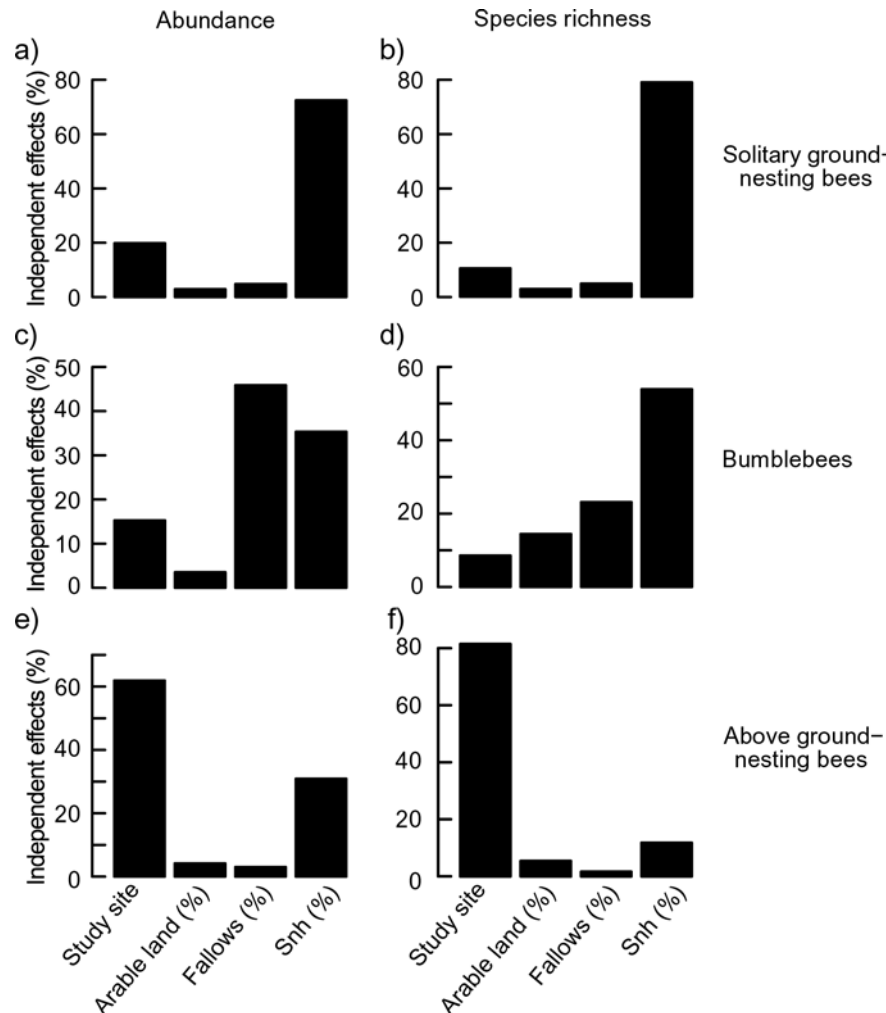 Abundance
Species richness
a)
Independent effects (%)
80
60
40
20
0
b)
80
60
40
20
0
Solitary ground–
nesting bees
c)
Independent effects (%)
50
40
30
20
10
0
d)
60
40
20
0
Bumblebees
e)
Independent effects (%)
60
40
20
0
f)
80
60
40
20
0
Above ground–
nesting bees
Study site
Arable land (%)
Fallows (%)
Snh (%)
Study site
Arable land (%)
Fallows (%)
Snh (%)